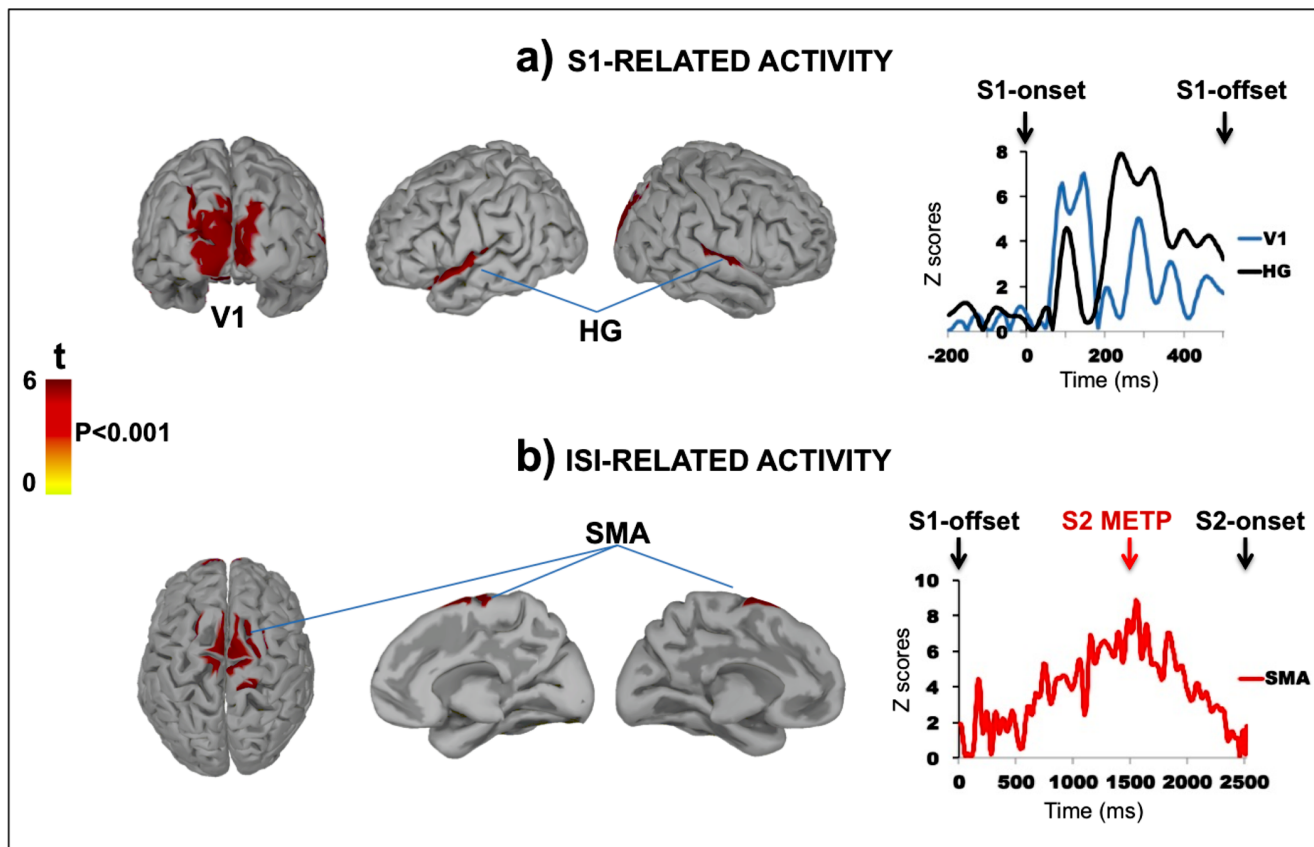 a) S1-RELATED ACTIVITY
S1-onset S1-offset
8
6
4
2
0
Z scores
V1
HG
-200 0 200 400
Time (ms)
V1
HG
t
6
P<0.001
0
b) ISI-RELATED ACTIVITY
SMA
S1-offset S2 METP S2-onset
10
8
6
4
2
0
Z scores
SMA
0 500 1000 1500 2000 2500
Time (ms)